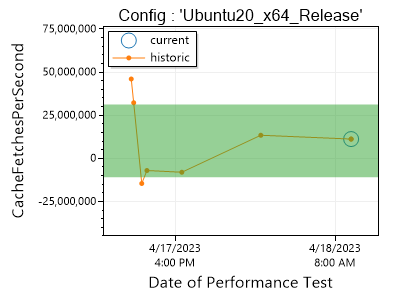 Config : 'Ubuntu20_x64_Release'
current
historic
CacheFetchesPerSecond
75,000,000
50,000,000
25,000,000
0
-25,000,000
4/17/2023
4:00 PM
4/18/2023
8:00 AM
Date of Performance Test